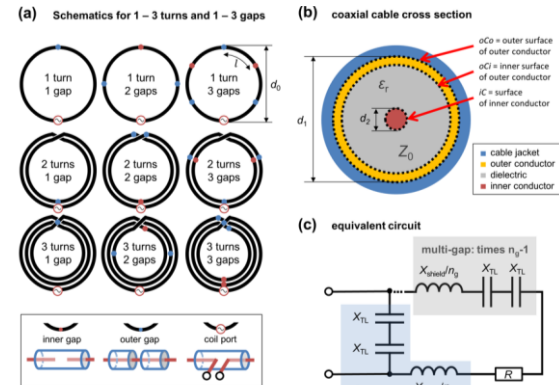 (a) Schematics for 1 – 3 turns and 1 – 3 gaps
1 turn
1 gap
1 turn
2 gaps
1 turn
3 gaps
l
d0
2 turns
1 gap
2 turns
2 gaps
2 turns
3 gaps
3 turns
1 gap
3 turns
2 gaps
3 turns
3 gaps
inner gap
outer gap
coil port
(b) coaxial cable cross section
oCo = outer surface
of outer conductor
oCi = inner surface
of outer conductor
iC = surface
of inner conductor
εr
d1
d2
Z0
cable jacket
outer conductor
dielectric
inner conductor
(c) equivalent circuit
multi-gap: times ng-1
Xshield/ng
XTL
XTL
XTL
XTL
R